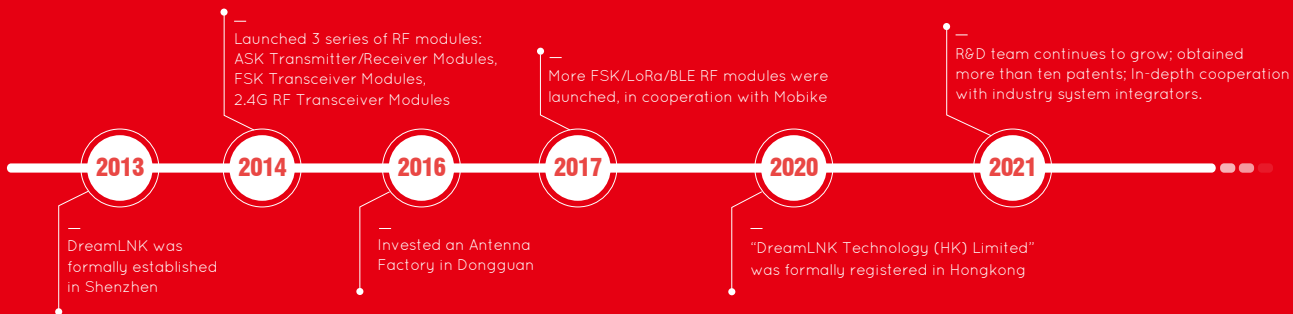 2013
DreamLNK was
formally established
in Shenzhen
2014
Launched 3 series of RF modules:
ASK Transmitter/Receiver Modules,
FSK Transceiver Modules,
2.4G RF Transceiver Modules
2016
Invested an Antenna
Factory in Dongguan
2017
More FSK/LoRa/BLE RF modules were
launched, in cooperation with Mobike
2020
“DreamLNK Technology (HK) Limited”
was formally registered in Hongkong
2021
R&D team continues to grow; obtained
more than ten patents; In-depth cooperation
with industry system integrators.